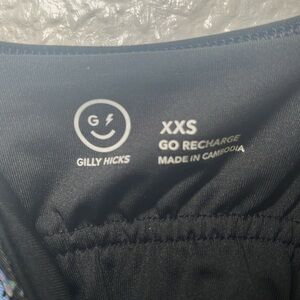 G
GILLY HICKS
XXS
GO RECHARGE
MADE IN CAMBODIA